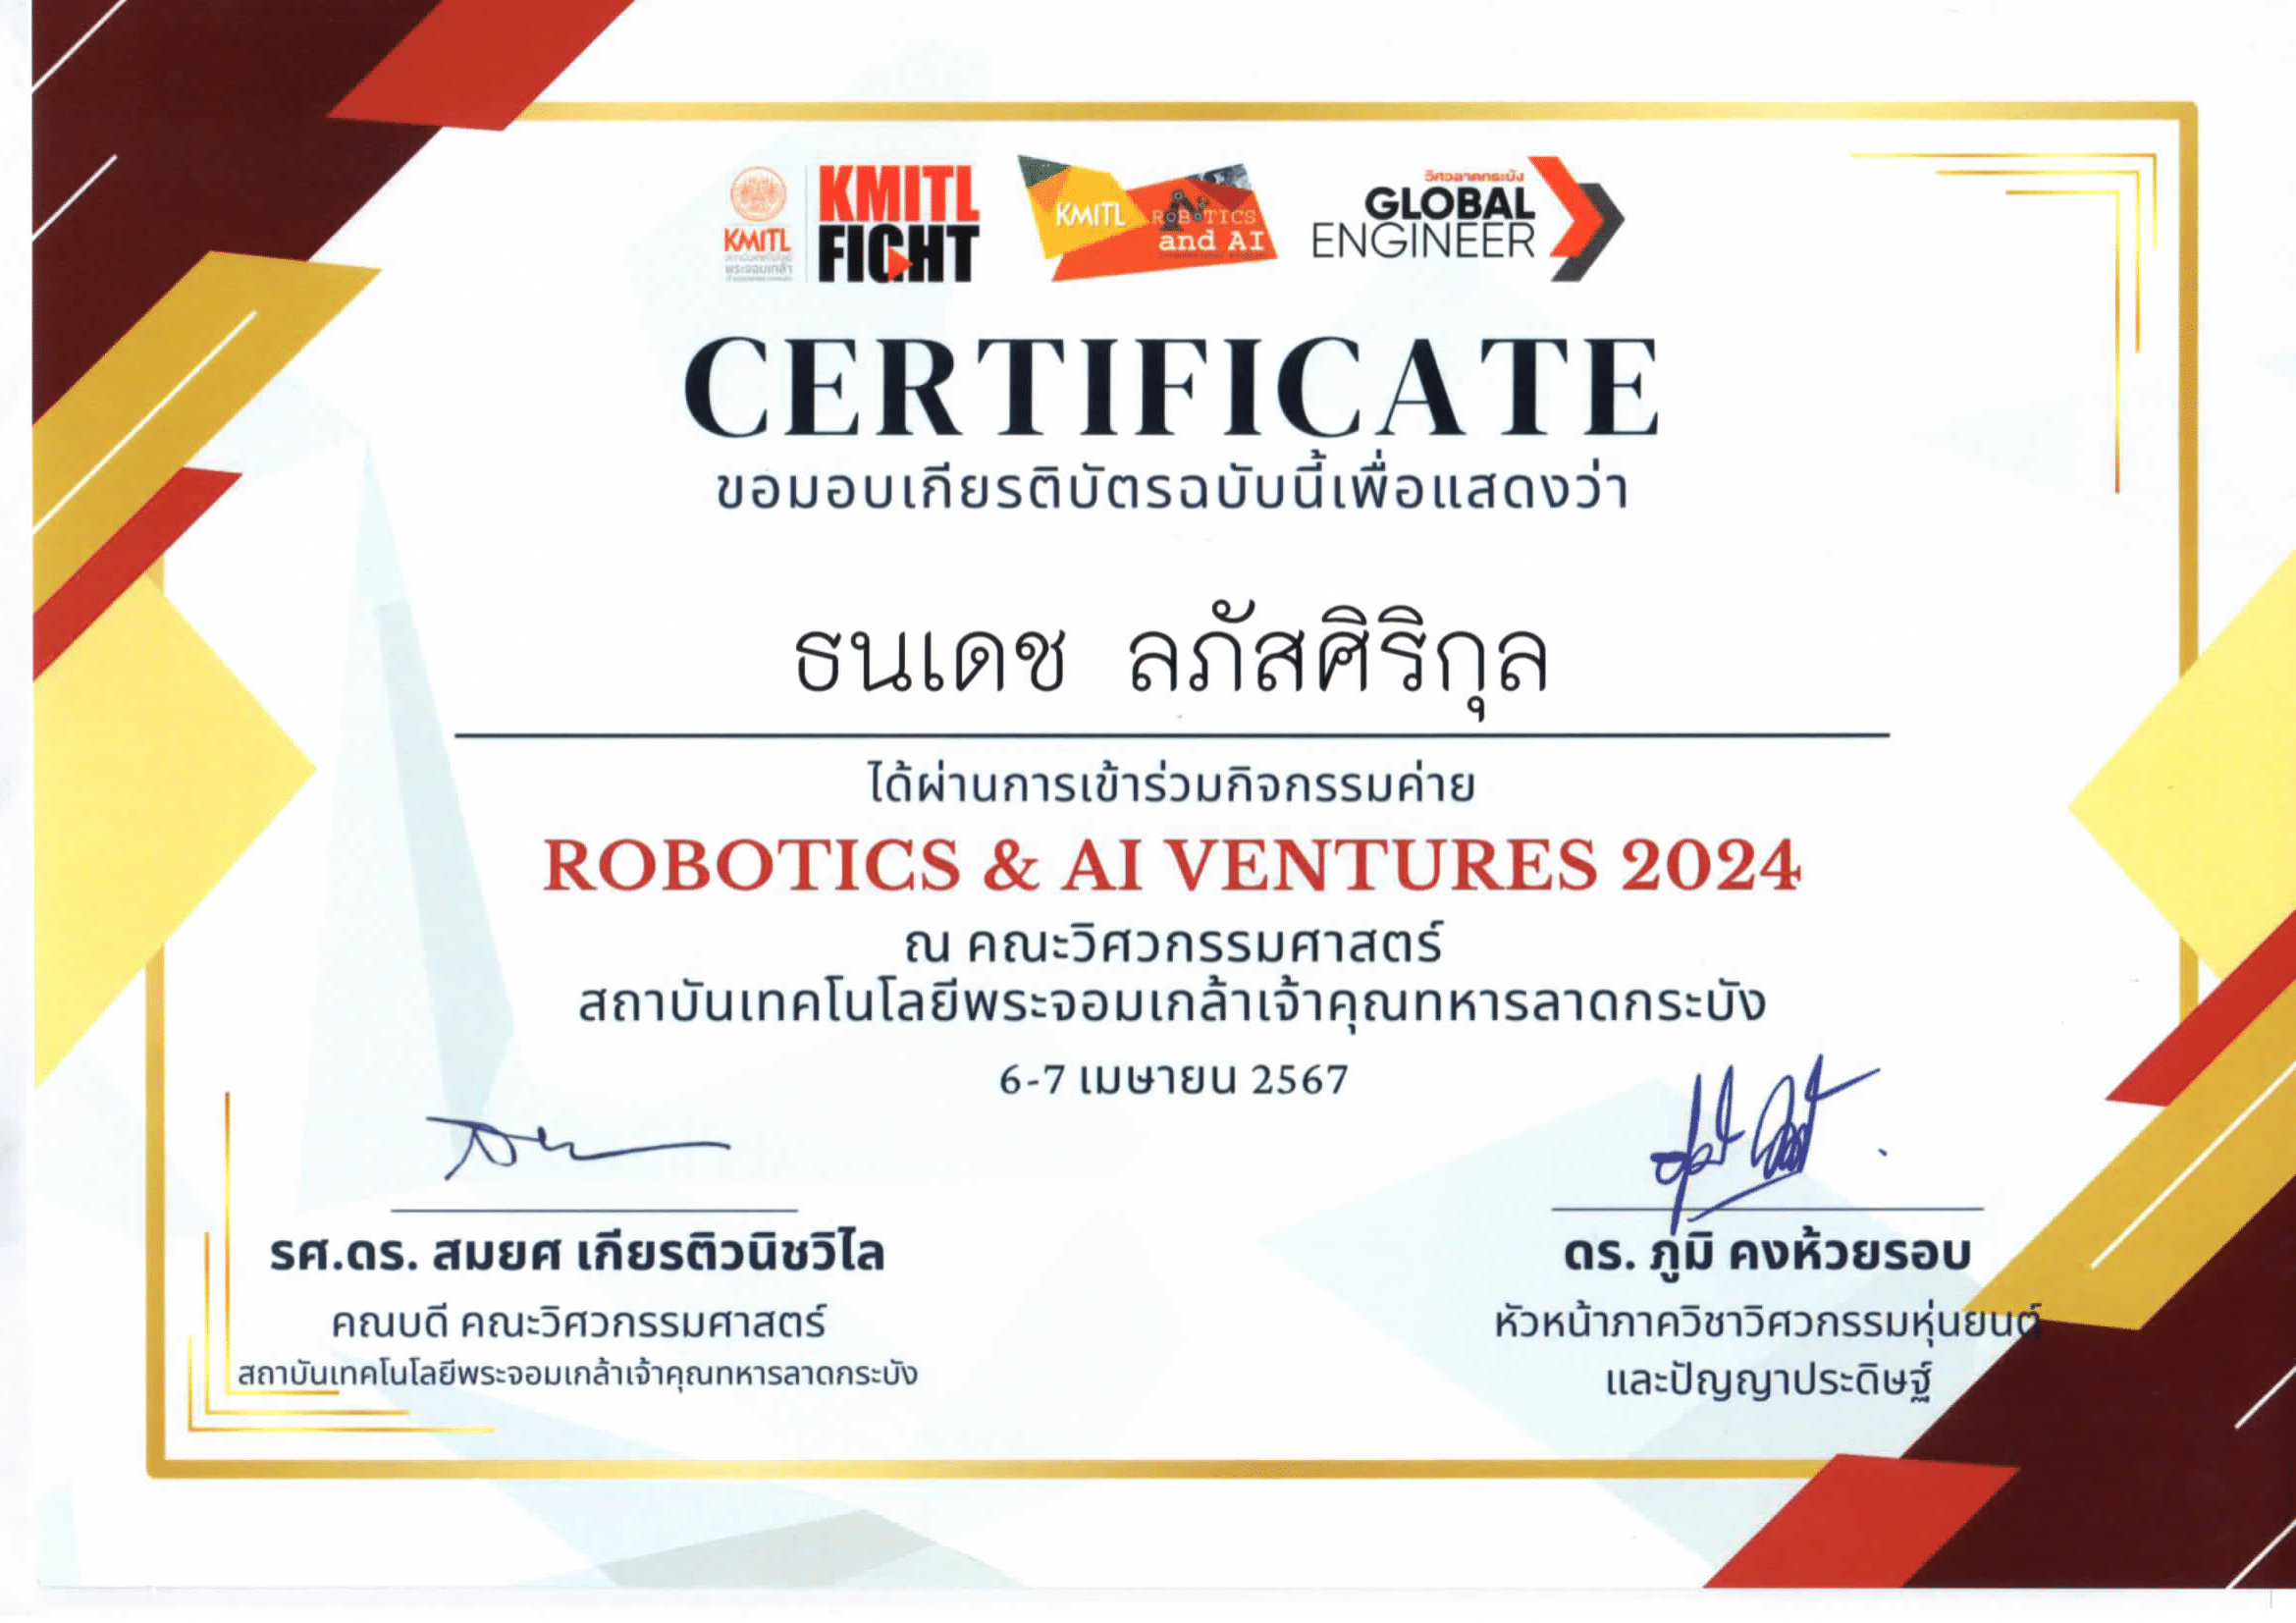 KMITL
พระจอมเกล้า
KMITL
FIGHT
KMITL
ROBOTICS
and AI
วิศวลาดกระบัง
GLOBAL
ENGINEER
CERTIFICATE
ขอมอบเกียรติบัตรฉบับนี้เพื่อแสดงว่า
ธนเดช ลภัสศิริกุล
ได้ผ่านการเข้าร่วมกิจกรรมค่าย
ROBOTICS & AI VENTURES 2024
ณ คณะวิศวกรรมศาสตร์
สถาบันเทคโนโลยีพระจอมเกล้าเจ้าคุณทหารลาดกระบัง
6-7 เมษายน 2567
รศ.ดร. สมยศ เกียรติวนิชวิไล
คณบดี คณะวิศวกรรมศาสตร์
สถาบันเทคโนโลยีพระจอมเกล้าเจ้าคุณทหารลาดกระบัง
ดร. ภูมิ คงห้วยรอบ
หัวหน้าภาควิชาวิศวกรรมหุ่นยนต์
และปัญญาประดิษฐ์